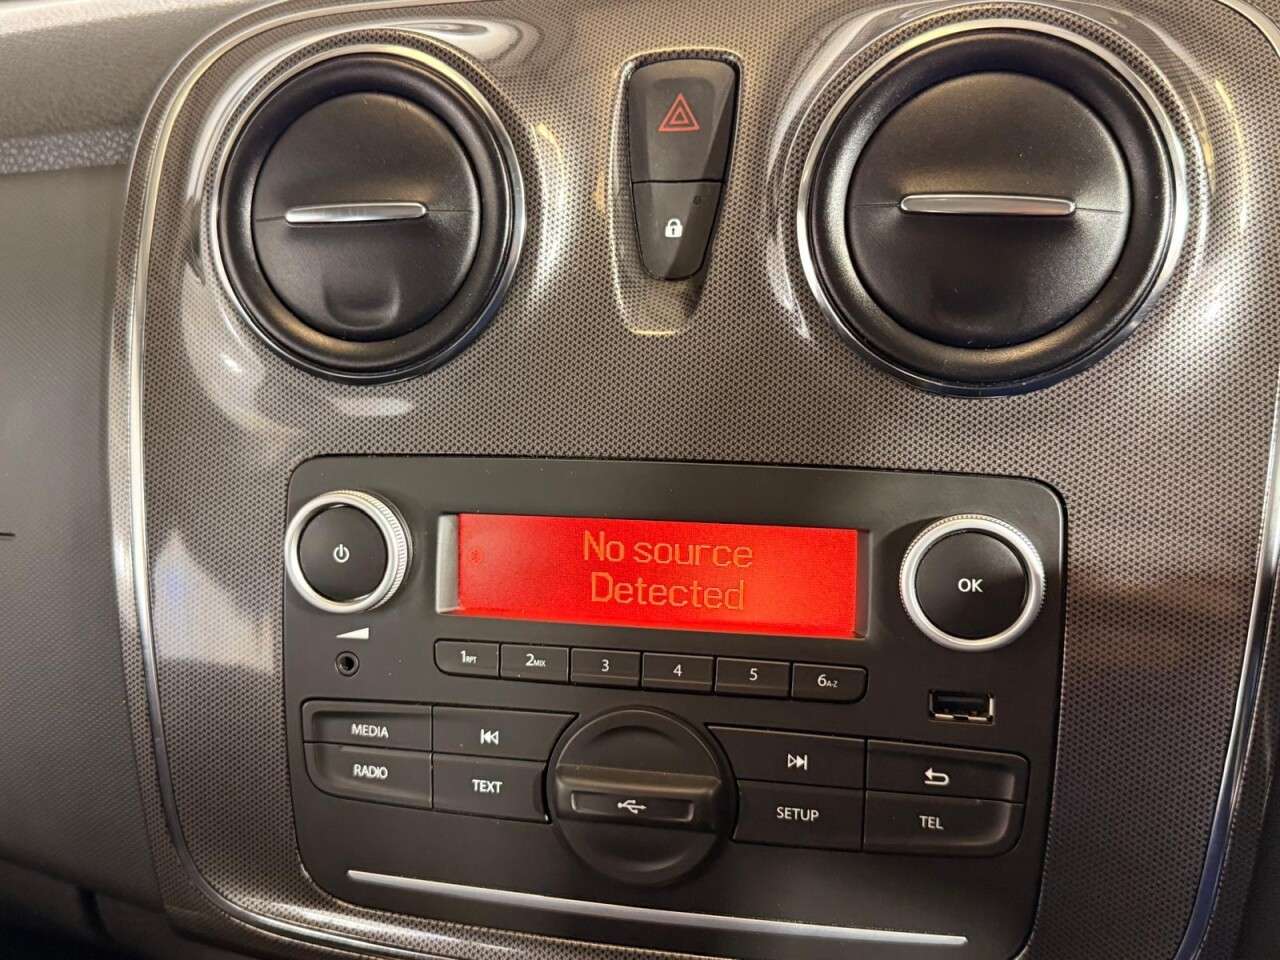 No source
Detected
OK
1RPT 2MIX 3 4 5 6A-Z
MEDIA
RADIO
TEXT
SETUP
TEL